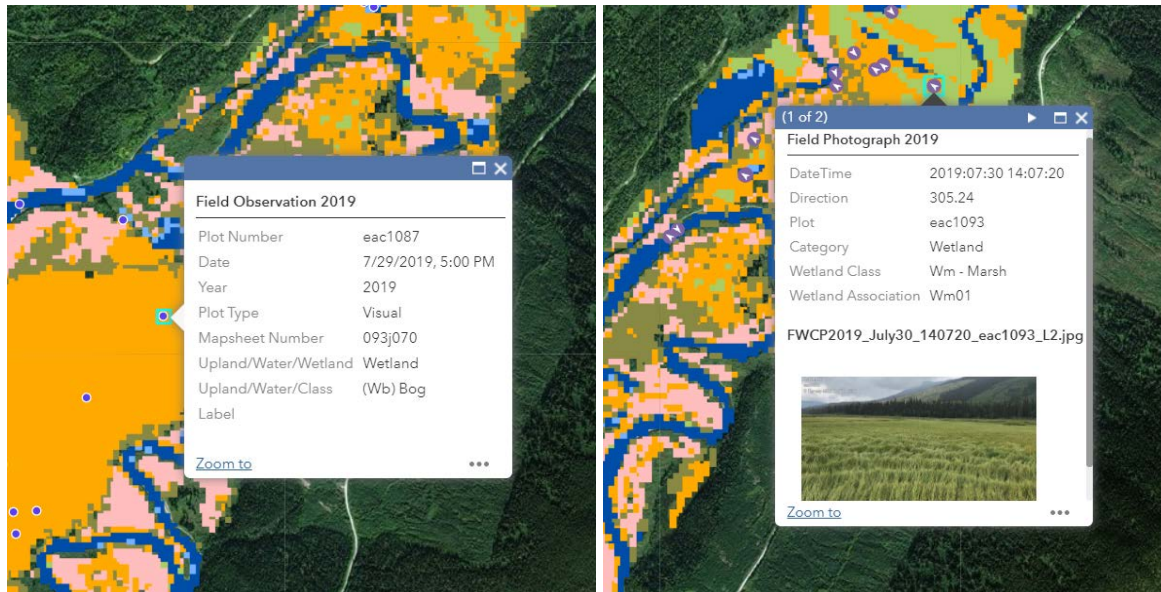 Field Observation 2019
Plot Number eac1087
Date 7/29/2019, 5:00 PM
Year 2019
Plot Type Visual
Mapsheet Number 093j070
Upland/Water/Wetland Wetland
Upland/Water/Class (Wb) Bog
Label
Zoom to
(1 of 2)
Field Photograph 2019
DateTime 2019:07:30 14:07:20
Direction 305.24
Plot eac1093
Category Wetland
Wetland Class Wm - Marsh
Wetland Association Wm01
FWCP2019_July30_140720_eac1093_L2.jpg
Zoom to